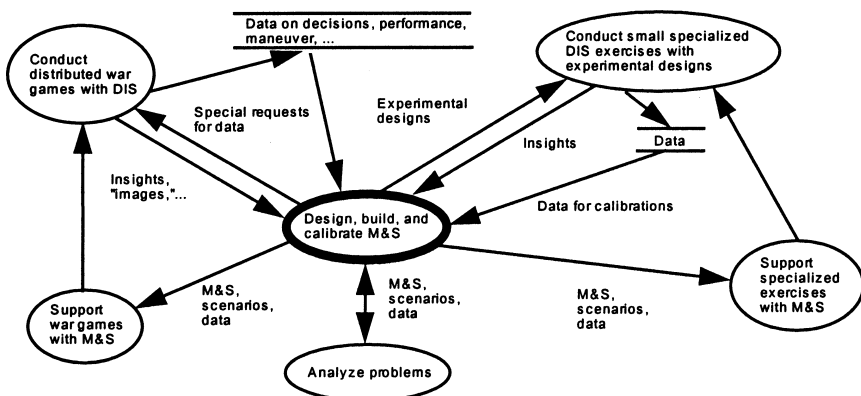 Data on decisions, performance,
maneuver, ...
Conduct
distributed war
games with DIS
Conduct small specialized
DIS exercises with
experimental designs
Special requests
for data
Experimental
designs
Insights
Data
Insights,
"images,"...
Design, build, and
calibrate M&S
Data for calibrations
Support
war games
with M&S
M&S,
scenarios,
data
M&S,
scenarios,
data
M&S,
scenarios,
data
Support
specialized
exercises
with M&S
Analyze problems